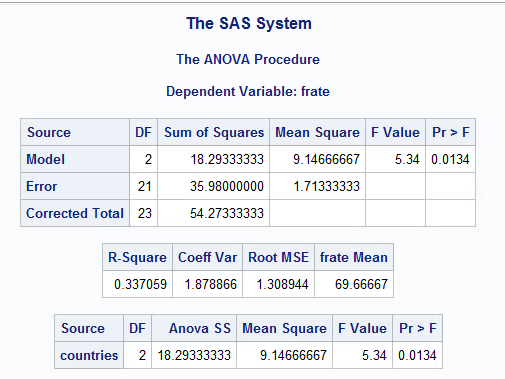 The SAS System
The ANOVA Procedure
Dependent Variable: frate
Source DF Sum of Squares Mean Square F Value Pr > F
Model 2 18.29333333 9.14666667 5.34 0.0134
Error 21 35.98000000 1.71333333
Corrected Total 23 54.27333333
R-Square Coeff Var Root MSE frate Mean
0.337059 1.878866 1.308944 69.66667
Source DF Anova SS Mean Square F Value Pr > F
countries 2 18.29333333 9.14666667 5.34 0.0134